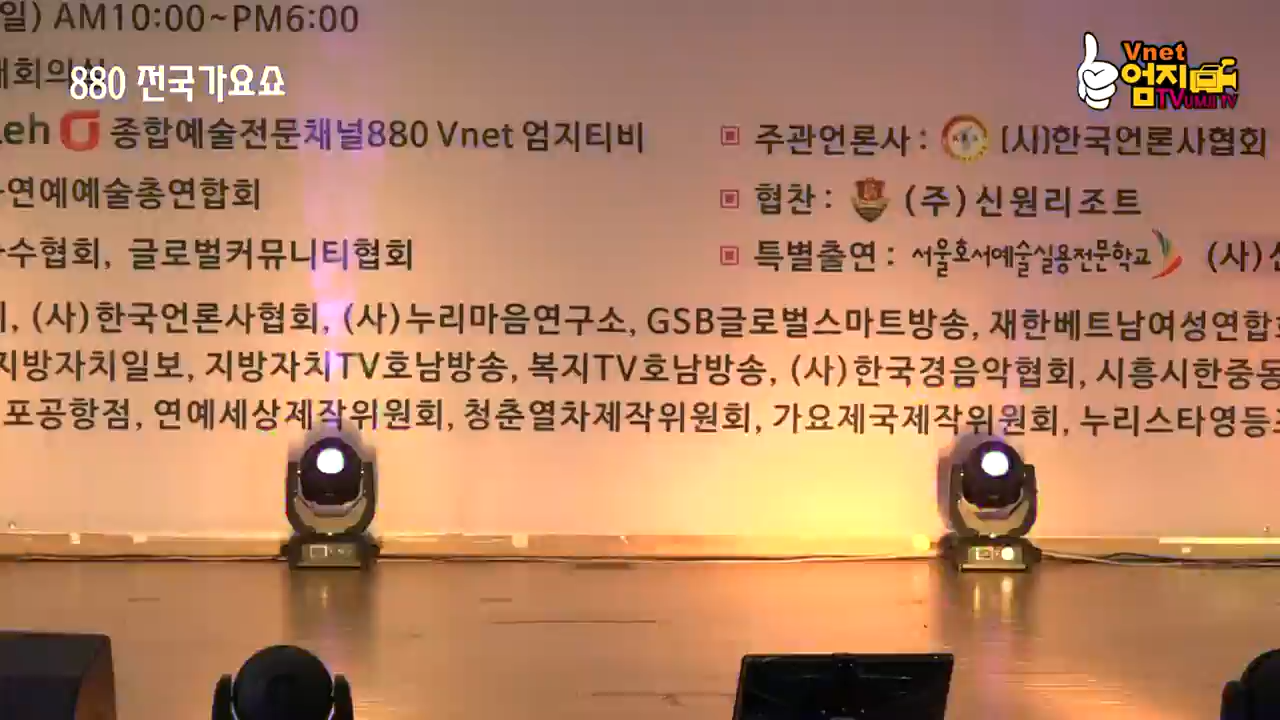 일) AM10:00~PM6:00
880 전국가요쇼
Vnet
엄지
TV UMJITV
종합예술전문채널880 Vnet 엄지티비
주관언론사 : (사)한국언론사협회
연예예술총연합회
협찬 : (주)신원리조트
수협회, 글로벌커뮤니티협회
특별출연 : 서울호서예술실용전문학교 (사)
(사)한국언론사협회, (사)누리마음연구소, GSB글로벌스마트방송, 재한베트남여성연합
지방자치일보, 지방자치TV호남방송, 복지TV호남방송, (사)한국경음악협회, 시흥시한중동
포공항점, 연예세상제작위원회, 청춘열차제작위원회, 가요제국제작위원회, 누리스타영등